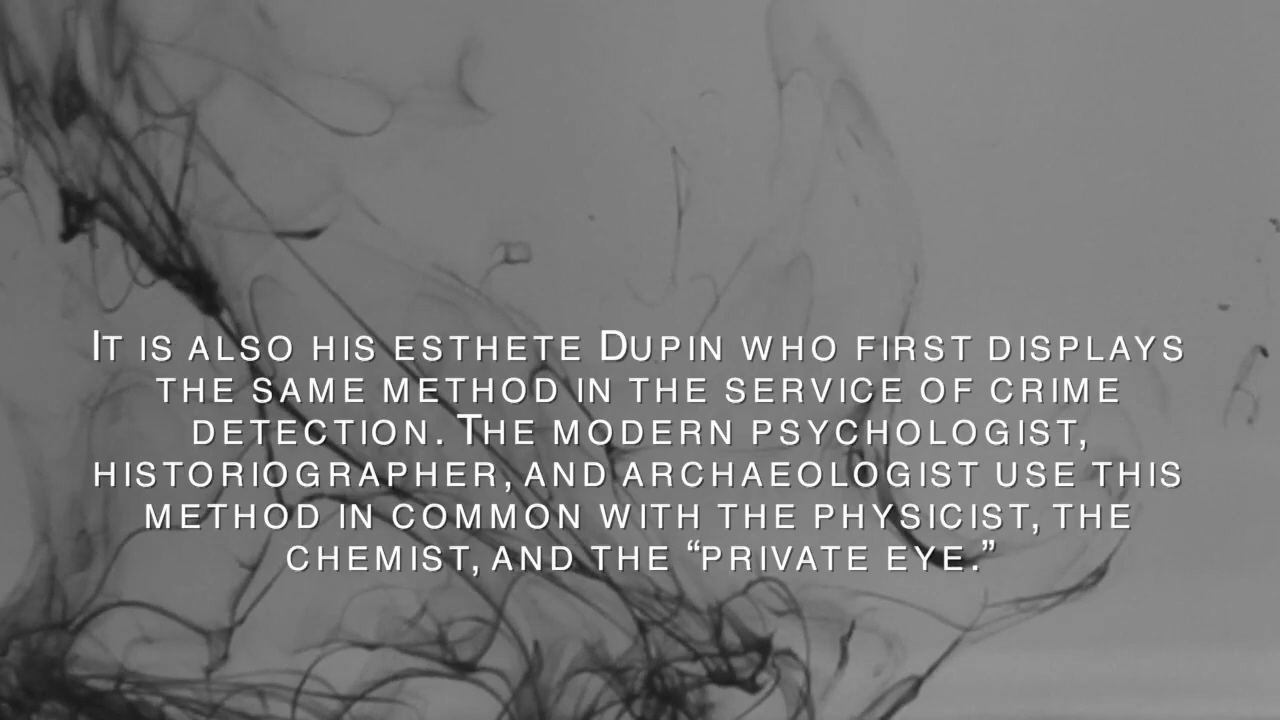 It is also his esthete Dupin who first displays
the same method in the service of crime
detection. The modern psychologist,
historiographer, and archaeologist use this
method in common with the physicist, the
chemist, and the “private eye.”